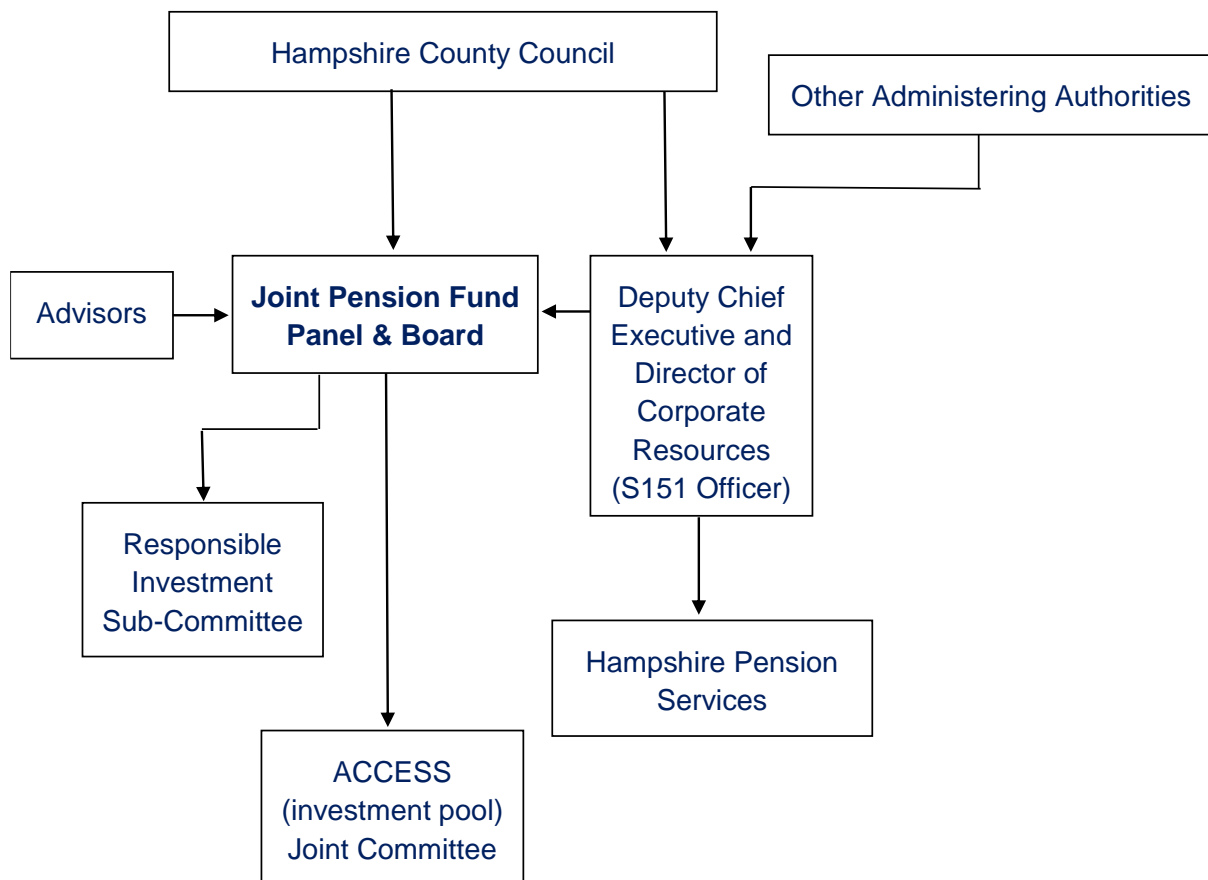 Hampshire County Council
Other Administering Authorities
Advisors
Joint Pension Fund
Panel & Board
Deputy Chief
Executive and
Director of
Corporate
Resources
(S151 Officer)
Responsible
Investment
Sub-Committee
Hampshire Pension
Services
ACCESS
(investment pool)
Joint Committee